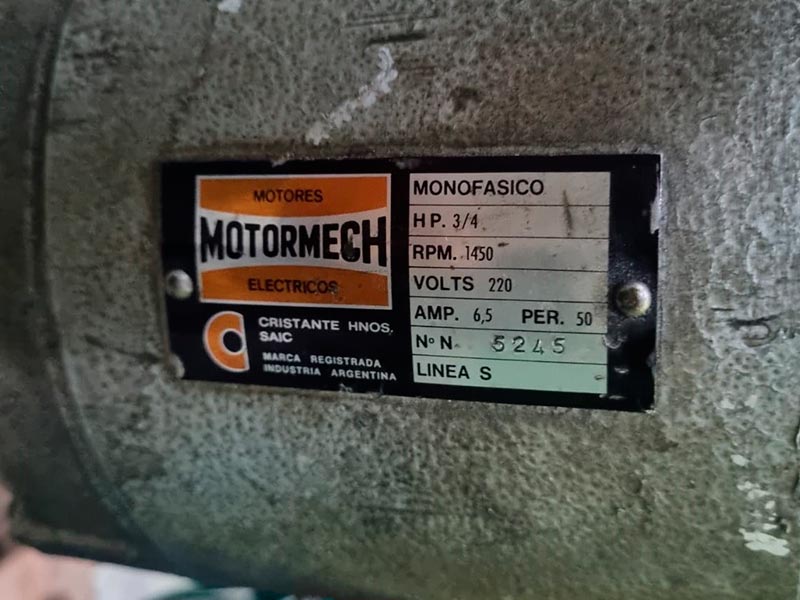 MOTORES
MOTORMECH
ELECTRICOS
CRISTANTE HNOS.
SAIC
MARCA REGISTRADA
INDUSTRIA ARGENTINA
MONOFASICO
HP. 3/4
RPM. 1450
VOLTS 220
AMP. 6,5 PER. 50
Nº N 5245
LINEA S